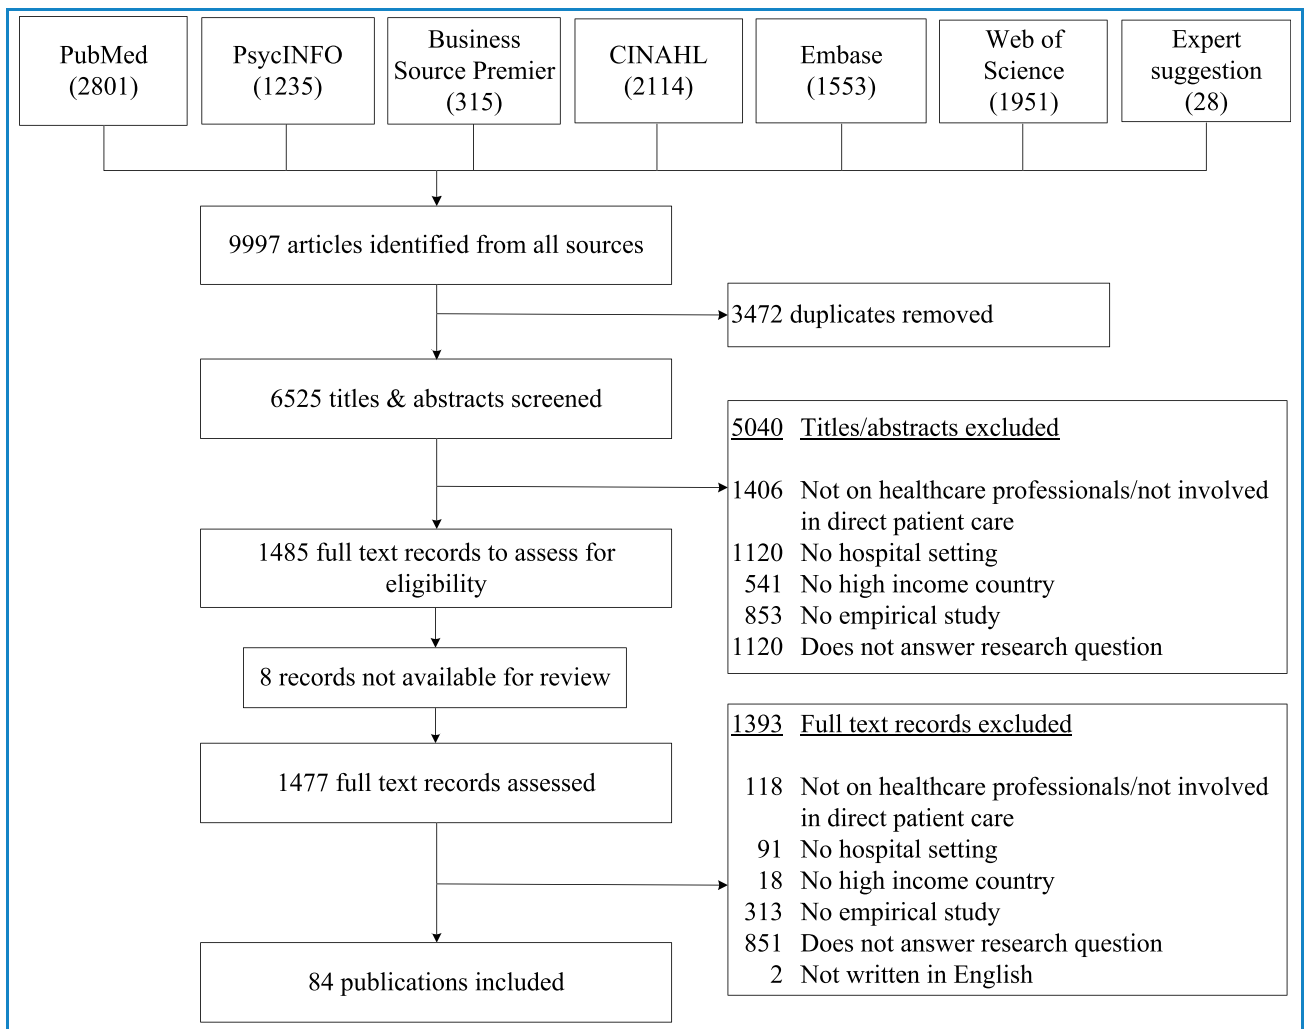 PubMed
(2801)
PsycINFO
(1235)
Business
Source Premier
(315)
CINAHL
(2114)
Embase
(1553)
Web of
Science
(1951)
Expert
suggestion
(28)
9997 articles identified from all sources
3472 duplicates removed
6525 titles & abstracts screened
5040 Titles/abstracts excluded
1406 Not on healthcare professionals/not involved
in direct patient care
1120 No hospital setting
541 No high income country
853 No empirical study
1120 Does not answer research question
1485 full text records to assess for
eligibility
8 records not available for review
1477 full text records assessed
1393 Full text records excluded
118 Not on healthcare professionals/not involved
in direct patient care
91 No hospital setting
18 No high income country
313 No empirical study
851 Does not answer research question
2 Not written in English
84 publications included